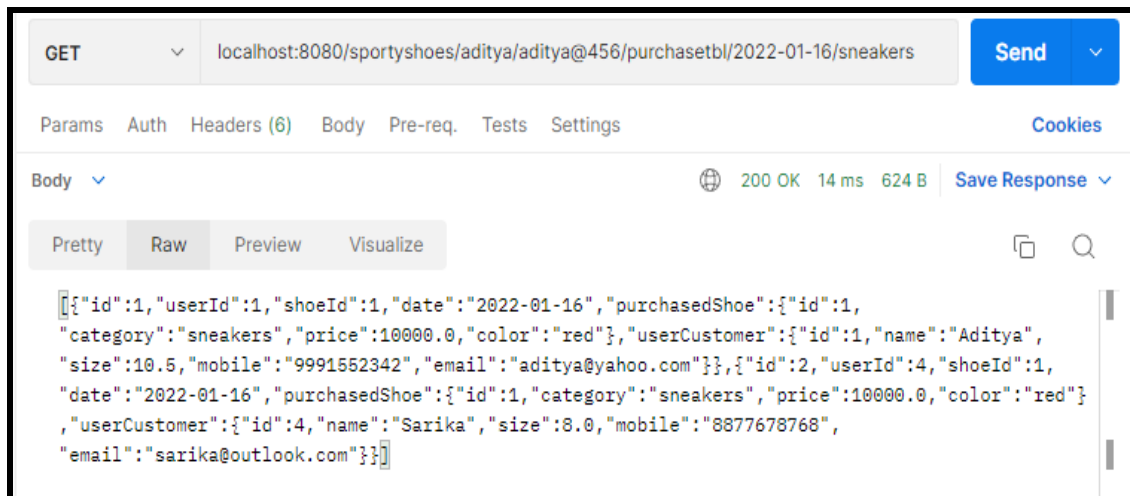 GET localhost:8080/sportyshoes/aditya/aditya@456/purchasetbl/2022-01-16/sneakers Send
Params Auth Headers (6) Body Pre-req. Tests Settings Cookies
Body 200 OK 14 ms 624 B Save Response
Pretty Raw Preview Visualize
[{"id":1,"userId":1,"shoeId":1,"date":"2022-01-16","purchasedShoe":{"id":1,
"category":"sneakers","price":10000.0,"color":"red"},"userCustomer":{"id":1,"name":"Aditya",
"size":10.5,"mobile":"9991552342","email":"aditya@yahoo.com"}},{"id":2,"userId":4,"shoeId":1,
"date":"2022-01-16","purchasedShoe":{"id":1,"category":"sneakers","price":10000.0,"color":"red"}
,"userCustomer":{"id":4,"name":"Sarika","size":8.0,"mobile":"8877678768",
"email":"sarika@outlook.com"}}]